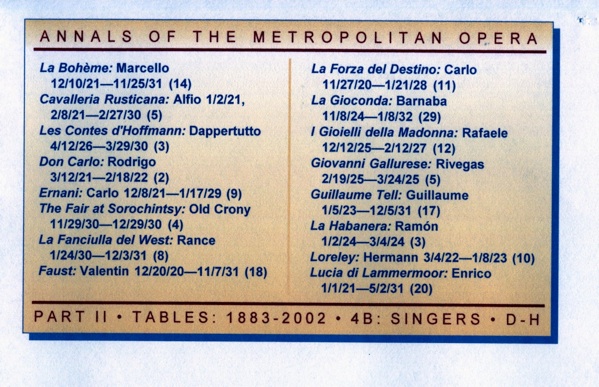 ANNALS OF THE METROPOLITAN OPERA
La Bohème: Marcello
12/10/21—11/25/31 (14)
Cavalleria Rusticana: Alfio 1/2/21,
2/8/21—2/27/30 (5)
Les Contes d'Hoffmann: Dappertutto
4/12/26—3/29/30 (3)
Don Carlo: Rodrigo
3/12/21—2/18/22 (2)
Ernani: Carlo 12/8/21—1/17/29 (9)
The Fair at Sorochintsy: Old Crony
11/29/30—12/29/30 (4)
La Fanciulla del West: Rance
1/24/30—12/3/31 (8)
Faust: Valentin 12/20/20—11/7/31 (18)
La Forza del Destino: Carlo
11/27/20—1/21/28 (11)
La Gioconda: Barnaba
11/8/24—1/8/32 (29)
I Gioielli della Madonna: Rafaele
12/12/25—2/12/27 (12)
Giovanni Gallurese: Rivegas
2/19/25—3/24/25 (5)
Guillaume Tell: Guillaume
1/5/23—12/5/31 (17)
La Habanera: Ramón
1/2/24—3/4/24 (3)
Loreley: Hermann 3/4/22—1/8/23 (10)
Lucia di Lammermoor: Enrico
1/1/21—5/2/31 (20)
PART II • TABLES: 1883-2002 • 4B: SINGERS • D-H